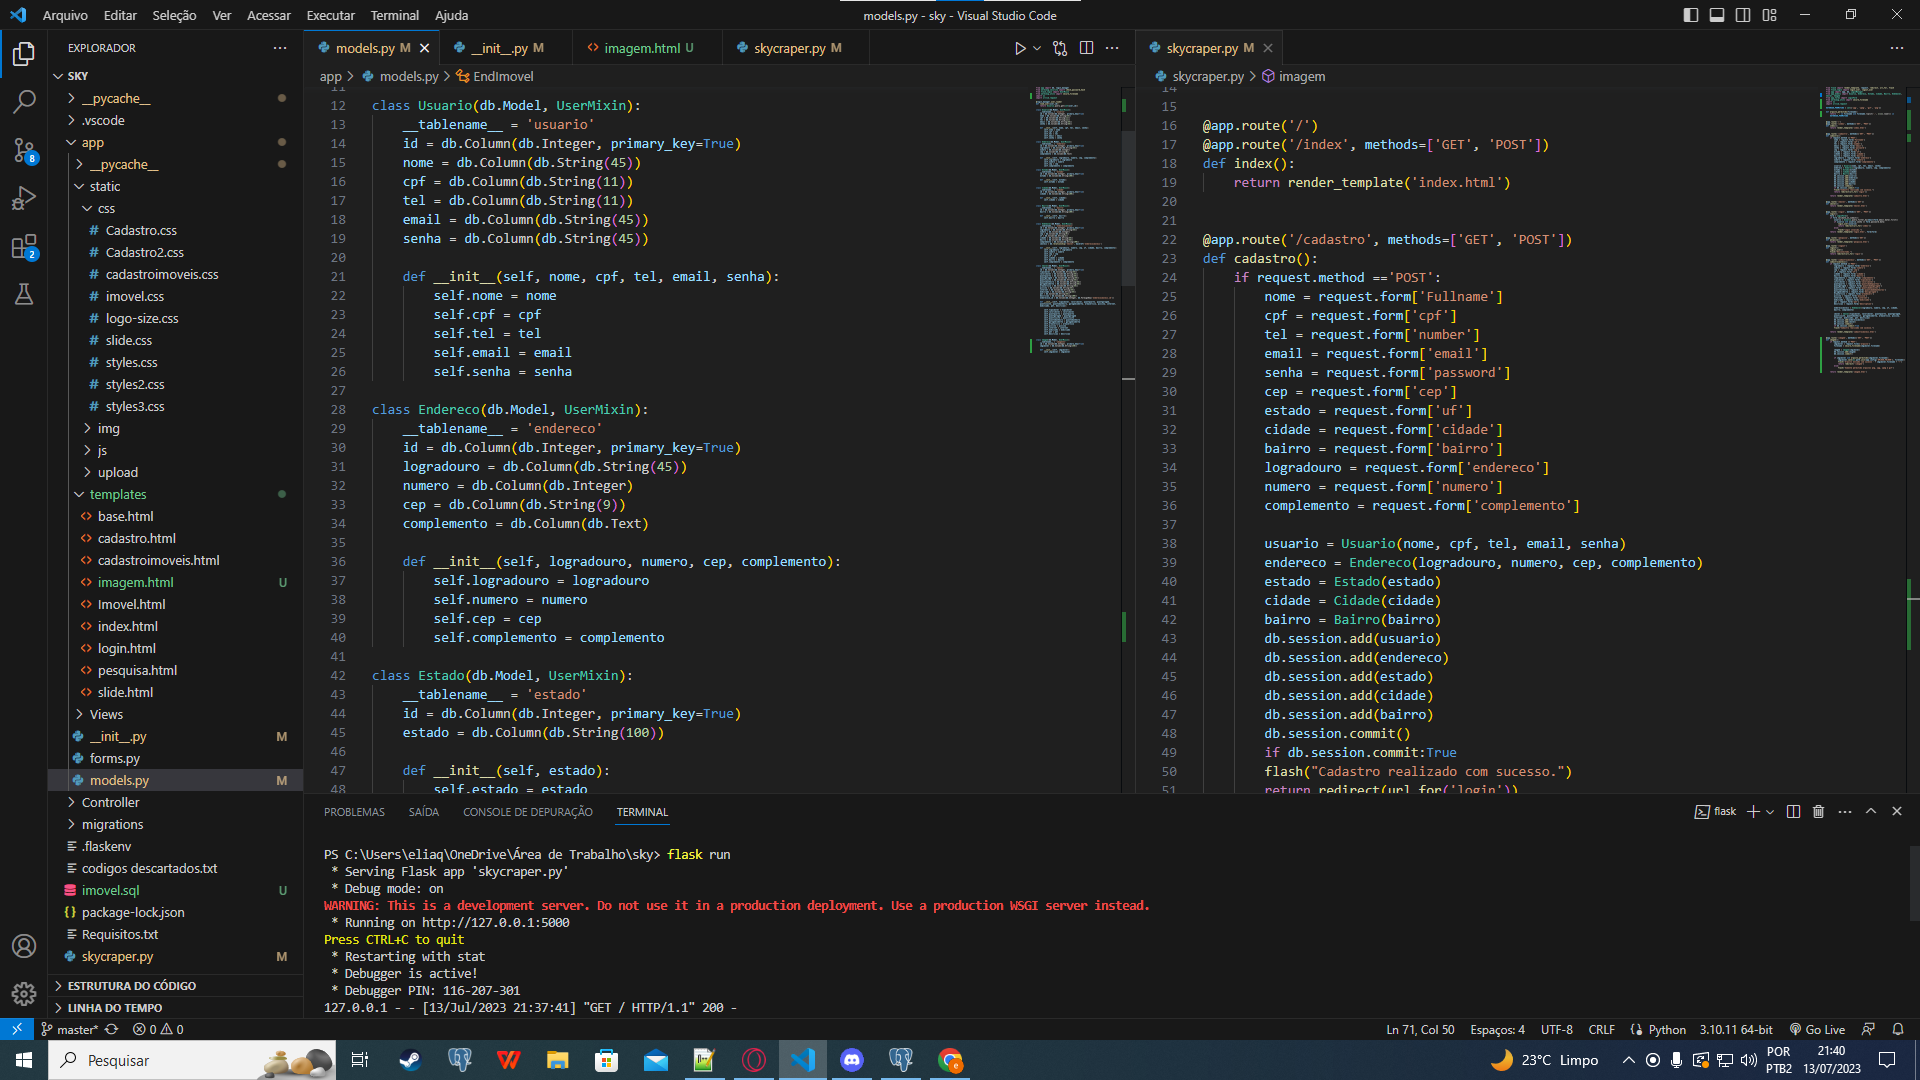 Arquivo Editar Seleção Ver Acessar Executar Terminal Ajuda
models.py - sky - Visual Studio Code
EXPLORADOR
SKY
__pycache__
.vscode
app
__pycache__
static
css
# Cadastro.css
# Cadastro2.css
# cadastroimoveis.css
# imovel.css
# logo-size.css
# slide.css
# styles.css
# styles2.css
# styles3.css
img
js
upload
templates
base.html
cadastro.html
cadastroimoveis.html
imagem.html U
Imovel.html
index.html
login.html
pesquisa.html
slide.html
Views
__init__.py M
forms.py
models.py M
Controller
migrations
.flaskenv
codigos descartados.txt
imovel.sql U
package-lock.json
Requisitos.txt
skycraper.py M
ESTRUTURA DO CÓDIGO
LINHA DO TEMPO
8
2
models.py M __init__.py M imagem.html U skycraper.py M
app > models.py > EndImovel
11
12 class Usuario(db.Model, UserMixin):
13 __tablename__ = 'usuario'
14 id = db.Column(db.Integer, primary_key=True)
15 nome = db.Column(db.String(45))
16 cpf = db.Column(db.String(11))
17 tel = db.Column(db.String(11))
18 email = db.Column(db.String(45))
19 senha = db.Column(db.String(45))
20
21 def __init__(self, nome, cpf, tel, email, senha):
22 self.nome = nome
23 self.cpf = cpf
24 self.tel = tel
25 self.email = email
26 self.senha = senha
27
28 class Endereco(db.Model, UserMixin):
29 __tablename__ = 'endereco'
30 id = db.Column(db.Integer, primary_key=True)
31 logradouro = db.Column(db.String(45))
32 numero = db.Column(db.Integer)
33 cep = db.Column(db.String(9))
34 complemento = db.Column(db.Text)
35
36 def __init__(self, logradouro, numero, cep, complemento):
37 self.logradouro = logradouro
38 self.numero = numero
39 self.cep = cep
40 self.complemento = complemento
41
42 class Estado(db.Model, UserMixin):
43 __tablename__ = 'estado'
44 id = db.Column(db.Integer, primary_key=True)
45 estado = db.Column(db.String(100))
46
47 def __init__(self, estado):
48 self.estado = estado
skycraper.py M
skycraper.py > imagem
14
15
16 @app.route('/')
17 @app.route('/index', methods=['GET', 'POST'])
18 def index():
19 return render_template('index.html')
20
21
22 @app.route('/cadastro', methods=['GET', 'POST'])
23 def cadastro():
24 if request.method =='POST':
25 nome = request.form['Fullname']
26 cpf = request.form['cpf']
27 tel = request.form['number']
28 email = request.form['email']
29 senha = request.form['password']
30 cep = request.form['cep']
31 estado = request.form['uf']
32 cidade = request.form['cidade']
33 bairro = request.form['bairro']
34 logradouro = request.form['endereco']
35 numero = request.form['numero']
36 complemento = request.form['complemento']
37
38 usuario = Usuario(nome, cpf, tel, email, senha)
39 endereco = Endereco(logradouro, numero, cep, complemento)
40 estado = Estado(estado)
41 cidade = Cidade(cidade)
42 bairro = Bairro(bairro)
43 db.session.add(usuario)
44 db.session.add(endereco)
45 db.session.add(estado)
46 db.session.add(cidade)
47 db.session.add(bairro)
48 db.session.commit()
49 if db.session.commit:True
50 flash("Cadastro realizado com sucesso.")
51 return redirect(url_for('login'))
PROBLEMAS SAÍDA CONSOLE DE DEPURAÇÃO TERMINAL
flask
PS C:\Users\eliaq\OneDrive\Área de Trabalho\sky> flask run
* Serving Flask app 'skycraper.py'
* Debug mode: on
WARNING: This is a development server. Do not use it in a production deployment. Use a production WSGI server instead.
* Running on http://127.0.0.1:5000
Press CTRL+C to quit
* Restarting with stat
* Debugger is active!
* Debugger PIN: 116-207-301
127.0.0.1 - - [13/Jul/2023 21:37:41] "GET / HTTP/1.1" 200 -
master* 0 0
Ln 71, Col 50 Espaços: 4 UTF-8 CRLF Python 3.10.11 64-bit Go Live
Pesquisar
23°C Limpo
POR
PTB2
21:40
13/07/2023